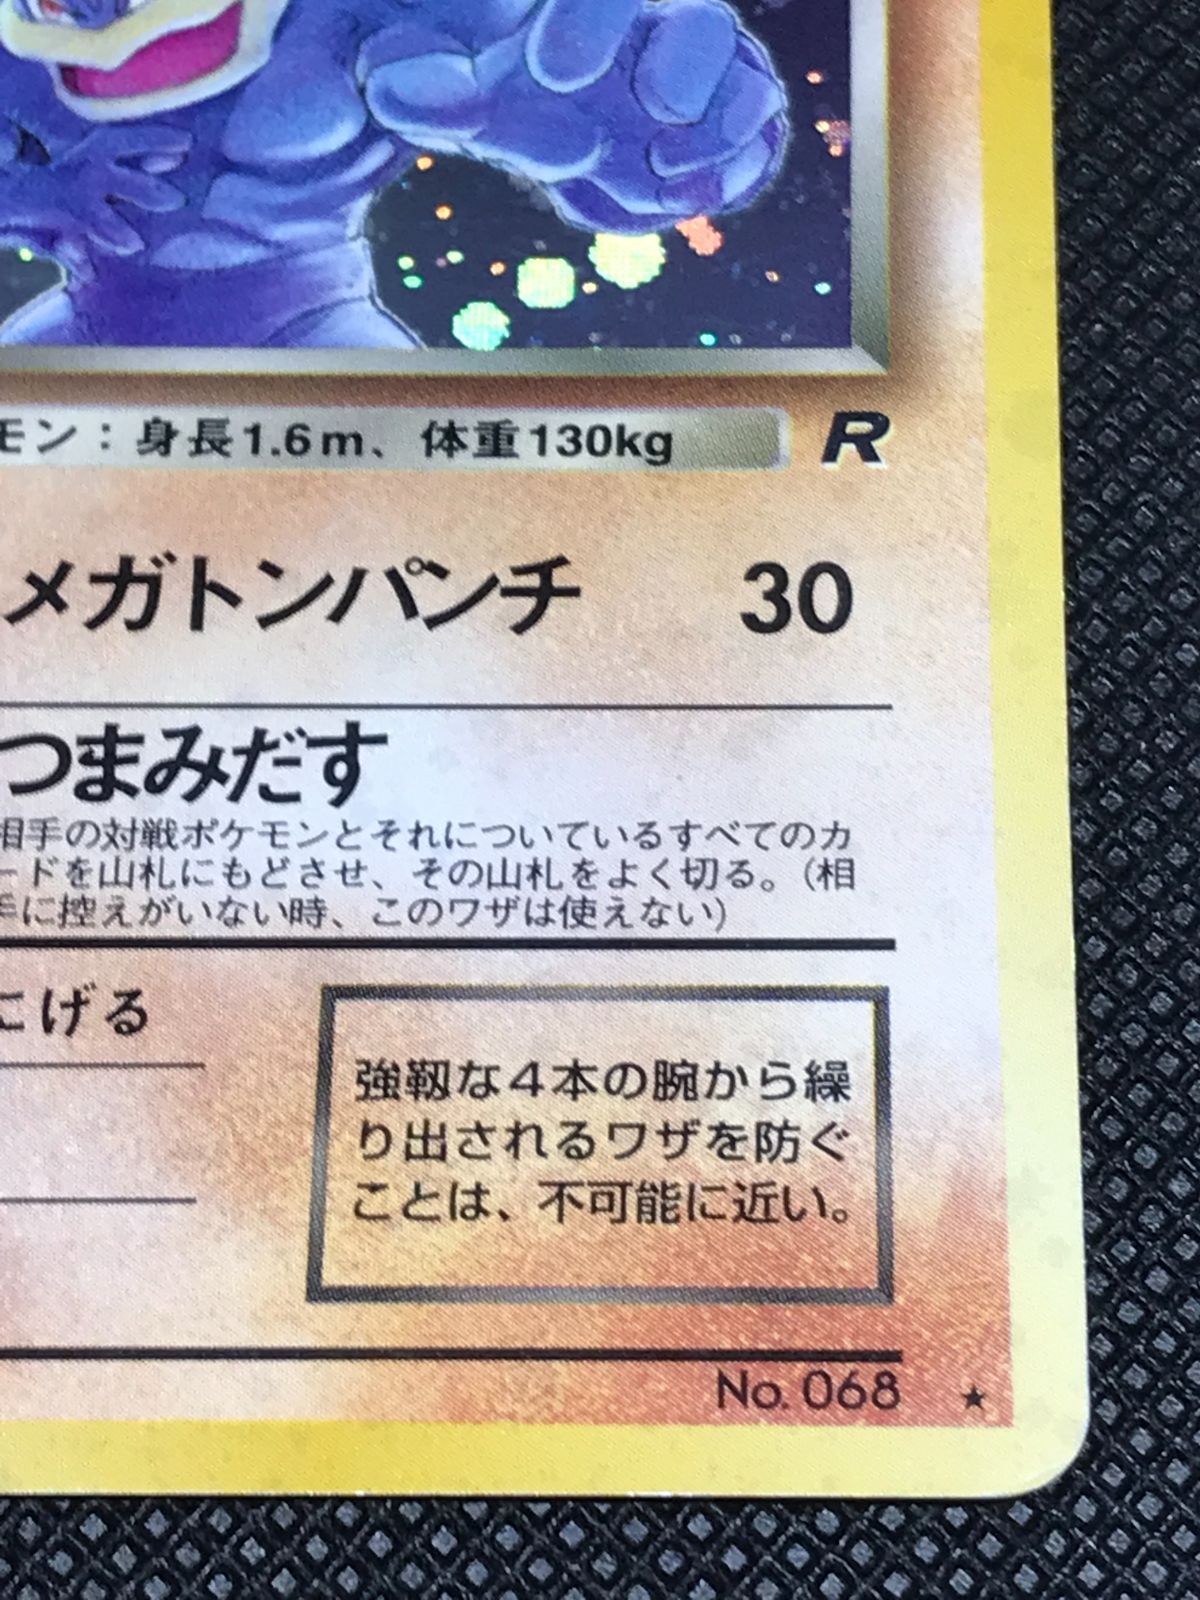 モン：身長1.6m、体重130kg R
メガトンパンチ 30
つまみだす
相手の対戦ポケモンとそれについているすべてのカ
ードを山札にもどさせ、その山札をよく切る。（相
手に控えがいない時、このワザは使えない）
にげる
強靱な４本の腕から繰
り出されるワザを防ぐ
ことは、不可能に近い。
No. 068 ★